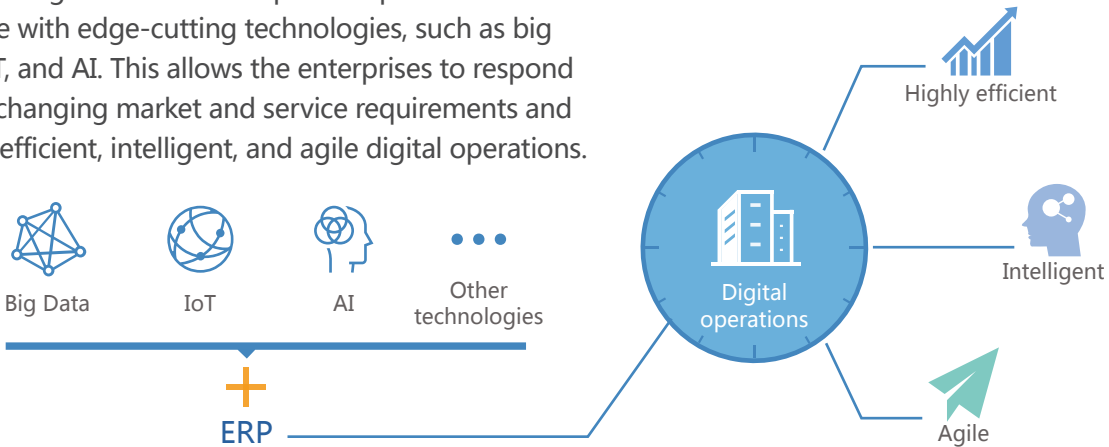 e with edge-cutting technologies, such as big
T, and AI. This allows the enterprises to respond
changing market and service requirements and
efficient, intelligent, and agile digital operations.
Highly efficient
Big Data
IoT
AI
Other
technologies
Digital
operations
Intelligent
ERP
Agile